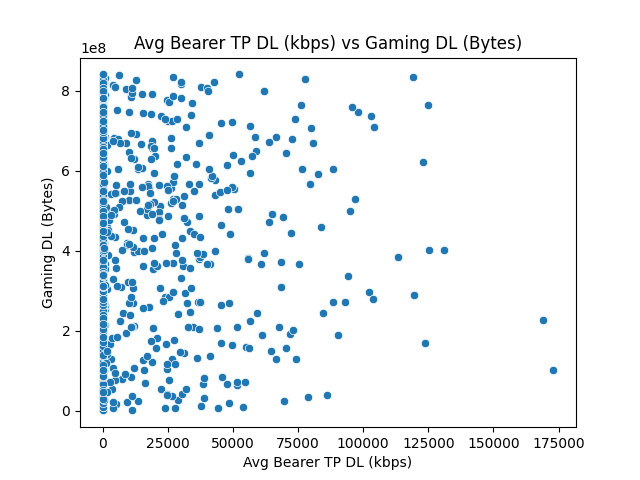 Avg Bearer TP DL (kbps) vs Gaming DL (Bytes)
1e8
8
6
4
2
0
Gaming DL (Bytes)
0 25000 50000 75000 100000 125000 150000 175000
Avg Bearer TP DL (kbps)